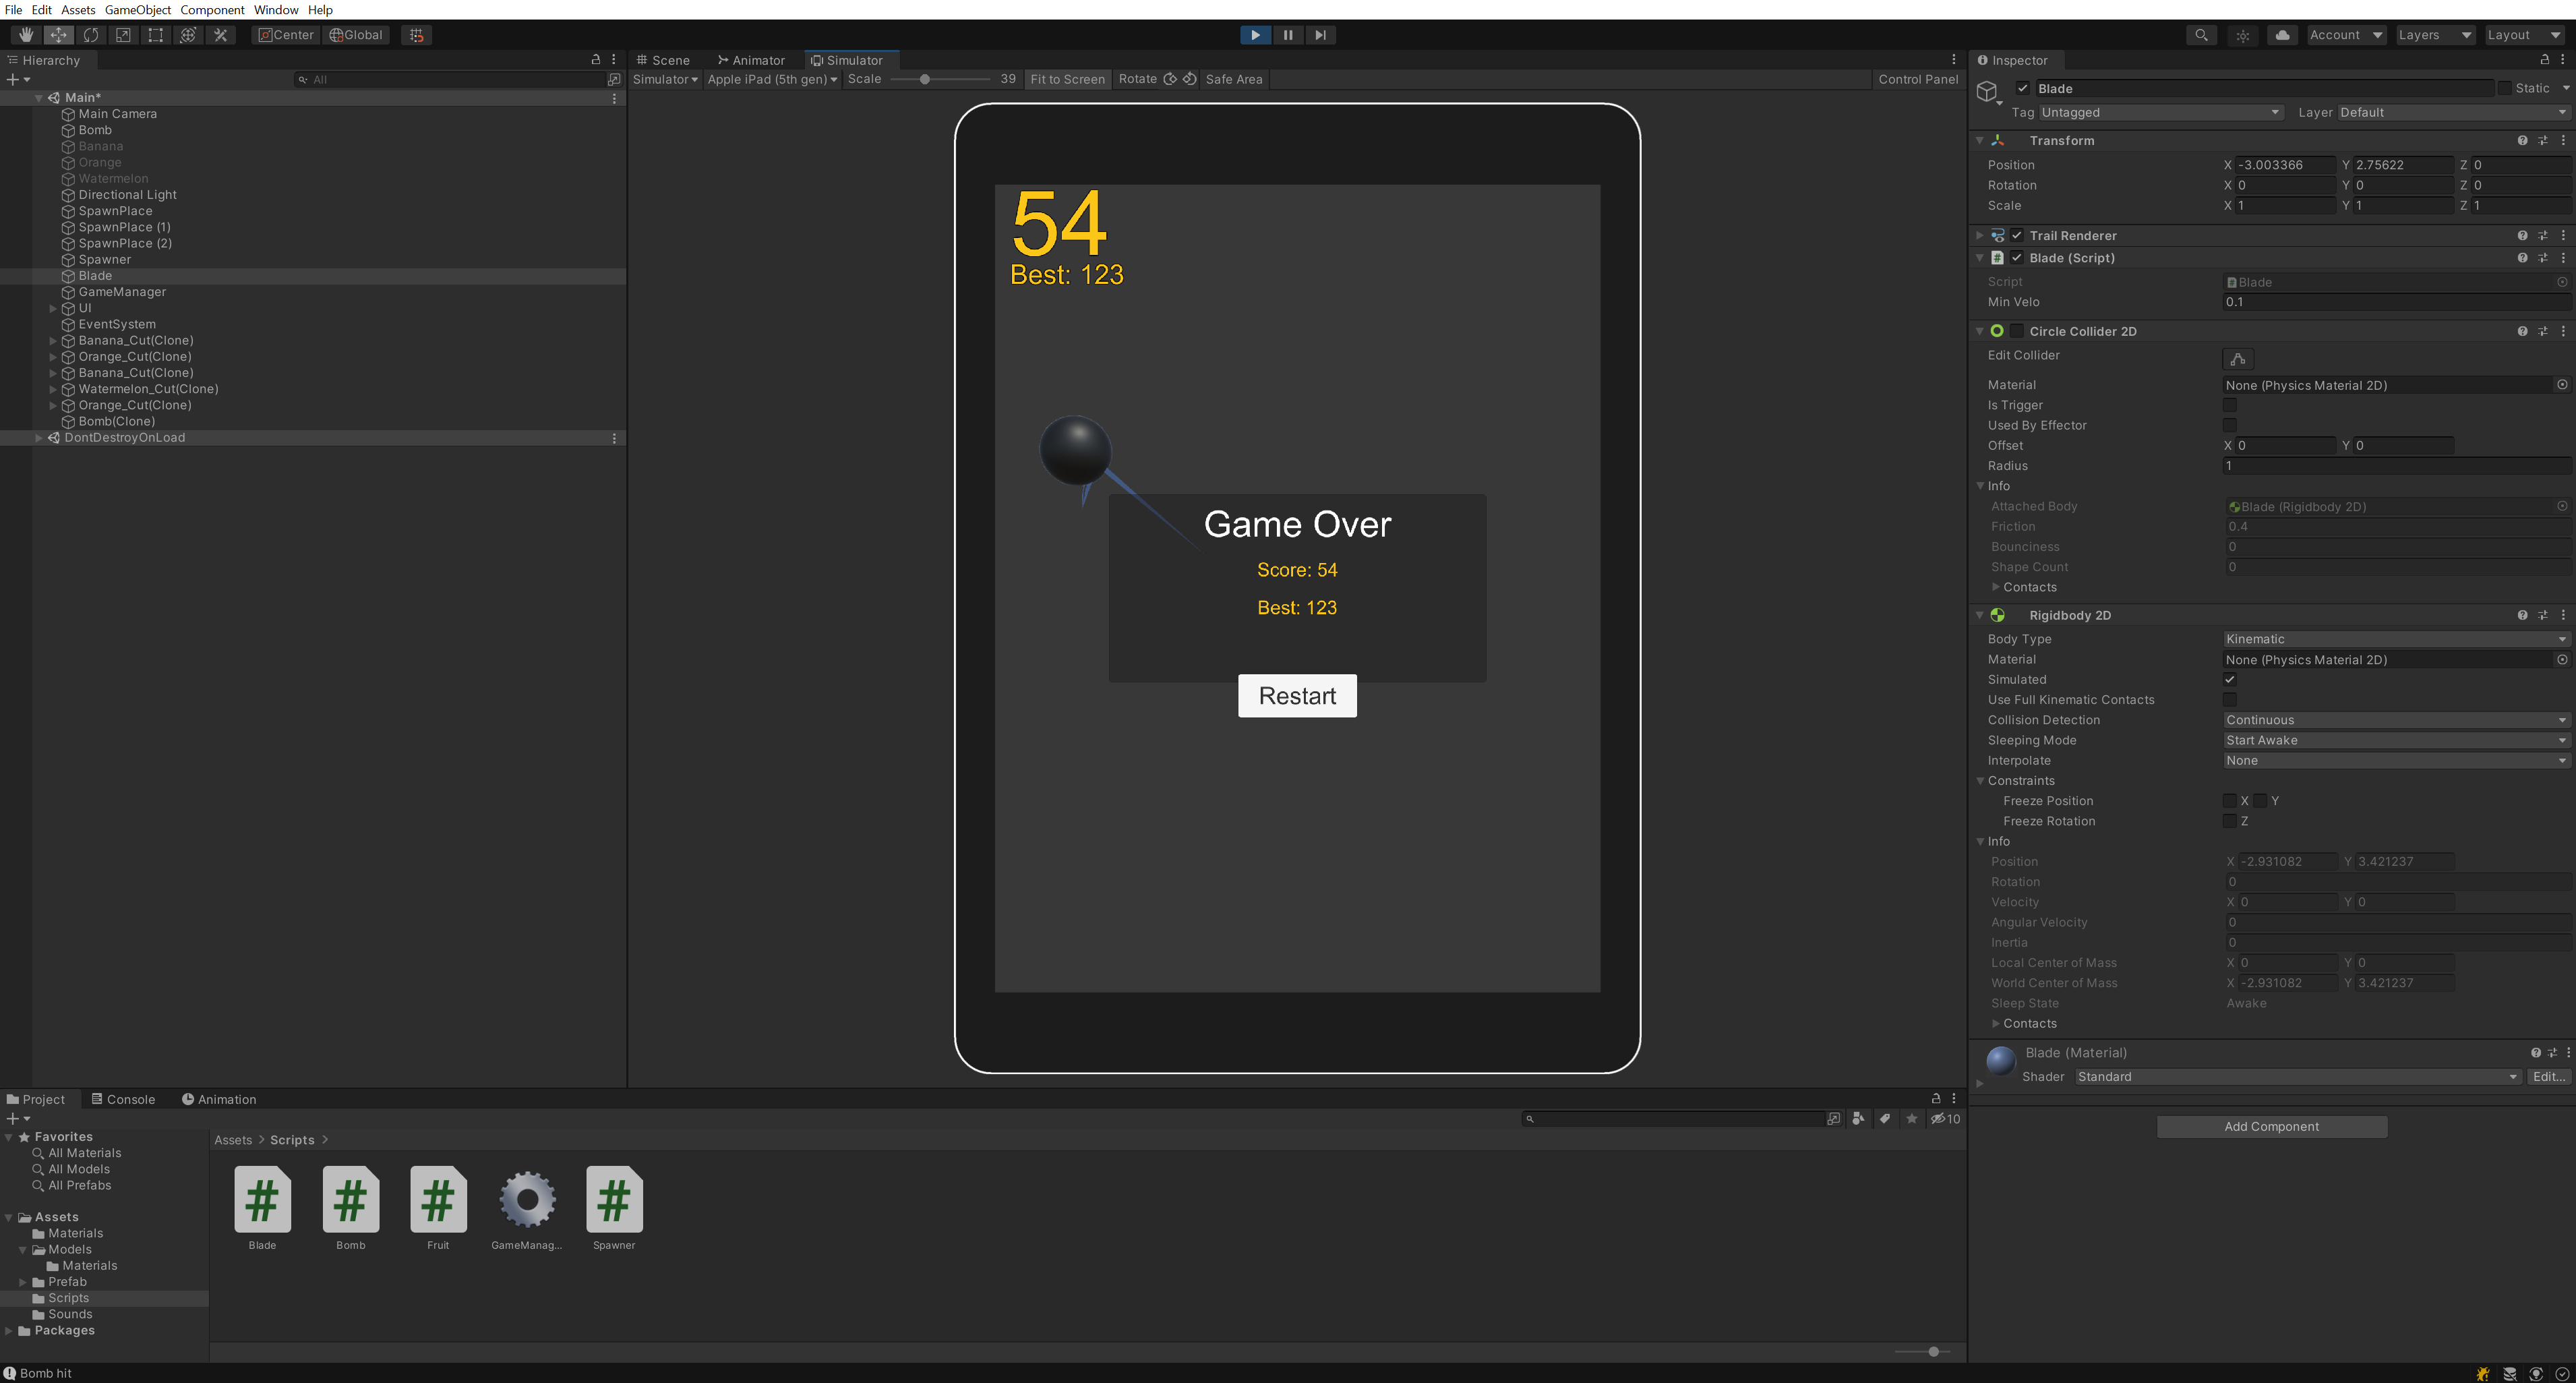 File Edit Assets GameObject Component Window Help
Center Global
Account Layers Layout
Hierarchy
All
Main*
Main Camera
Bomb
Banana
Orange
Watermelon
Directional Light
SpawnPlace
SpawnPlace (1)
SpawnPlace (2)
Spawner
Blade
GameManager
UI
EventSystem
Banana_Cut(Clone)
Orange_Cut(Clone)
Banana_Cut(Clone)
Watermelon_Cut(Clone)
Orange_Cut(Clone)
Bomb(Clone)
DontDestroyOnLoad
Scene Animator Simulator
Simulator Apple iPad (5th gen) Scale 39 Fit to Screen Rotate Safe Area Control Panel
54
Best: 123
Game Over
Score: 54
Best: 123
Restart
Inspector
Blade Static
Tag Untagged Layer Default
Transform
Position X -3.003366 Y 2.75622 Z 0
Rotation X 0 Y 0 Z 0
Scale X 1 Y 1 Z 1
Trail Renderer
# Blade (Script)
Script Blade
Min Velo 0.1
Circle Collider 2D
Edit Collider
Material None (Physics Material 2D)
Is Trigger
Used By Effector
Offset X 0 Y 0
Radius 1
Info
Attached Body Blade (Rigidbody 2D)
Friction 0.4
Bounciness 0
Shape Count 0
Contacts
Rigidbody 2D
Body Type Kinematic
Material None (Physics Material 2D)
Simulated
Use Full Kinematic Contacts
Collision Detection Continuous
Sleeping Mode Start Awake
Interpolate None
Constraints
Freeze Position X Y
Freeze Rotation Z
Info
Position X -2.931082 Y 3.421237
Rotation 0
Velocity X 0 Y 0
Angular Velocity 0
Inertia 0
Local Center of Mass X 0 Y 0
World Center of Mass X -2.931082 Y 3.421237
Sleep State Awake
Contacts
Blade (Material)
Shader Standard Edit...
Add Component
Project Console Animation
10
Favorites
All Materials
All Models
All Prefabs
Assets
Materials
Models
Materials
Prefab
Scripts
Sounds
Packages
Assets > Scripts >
# # # #
Blade Bomb Fruit GameManag... Spawner
Bomb hit